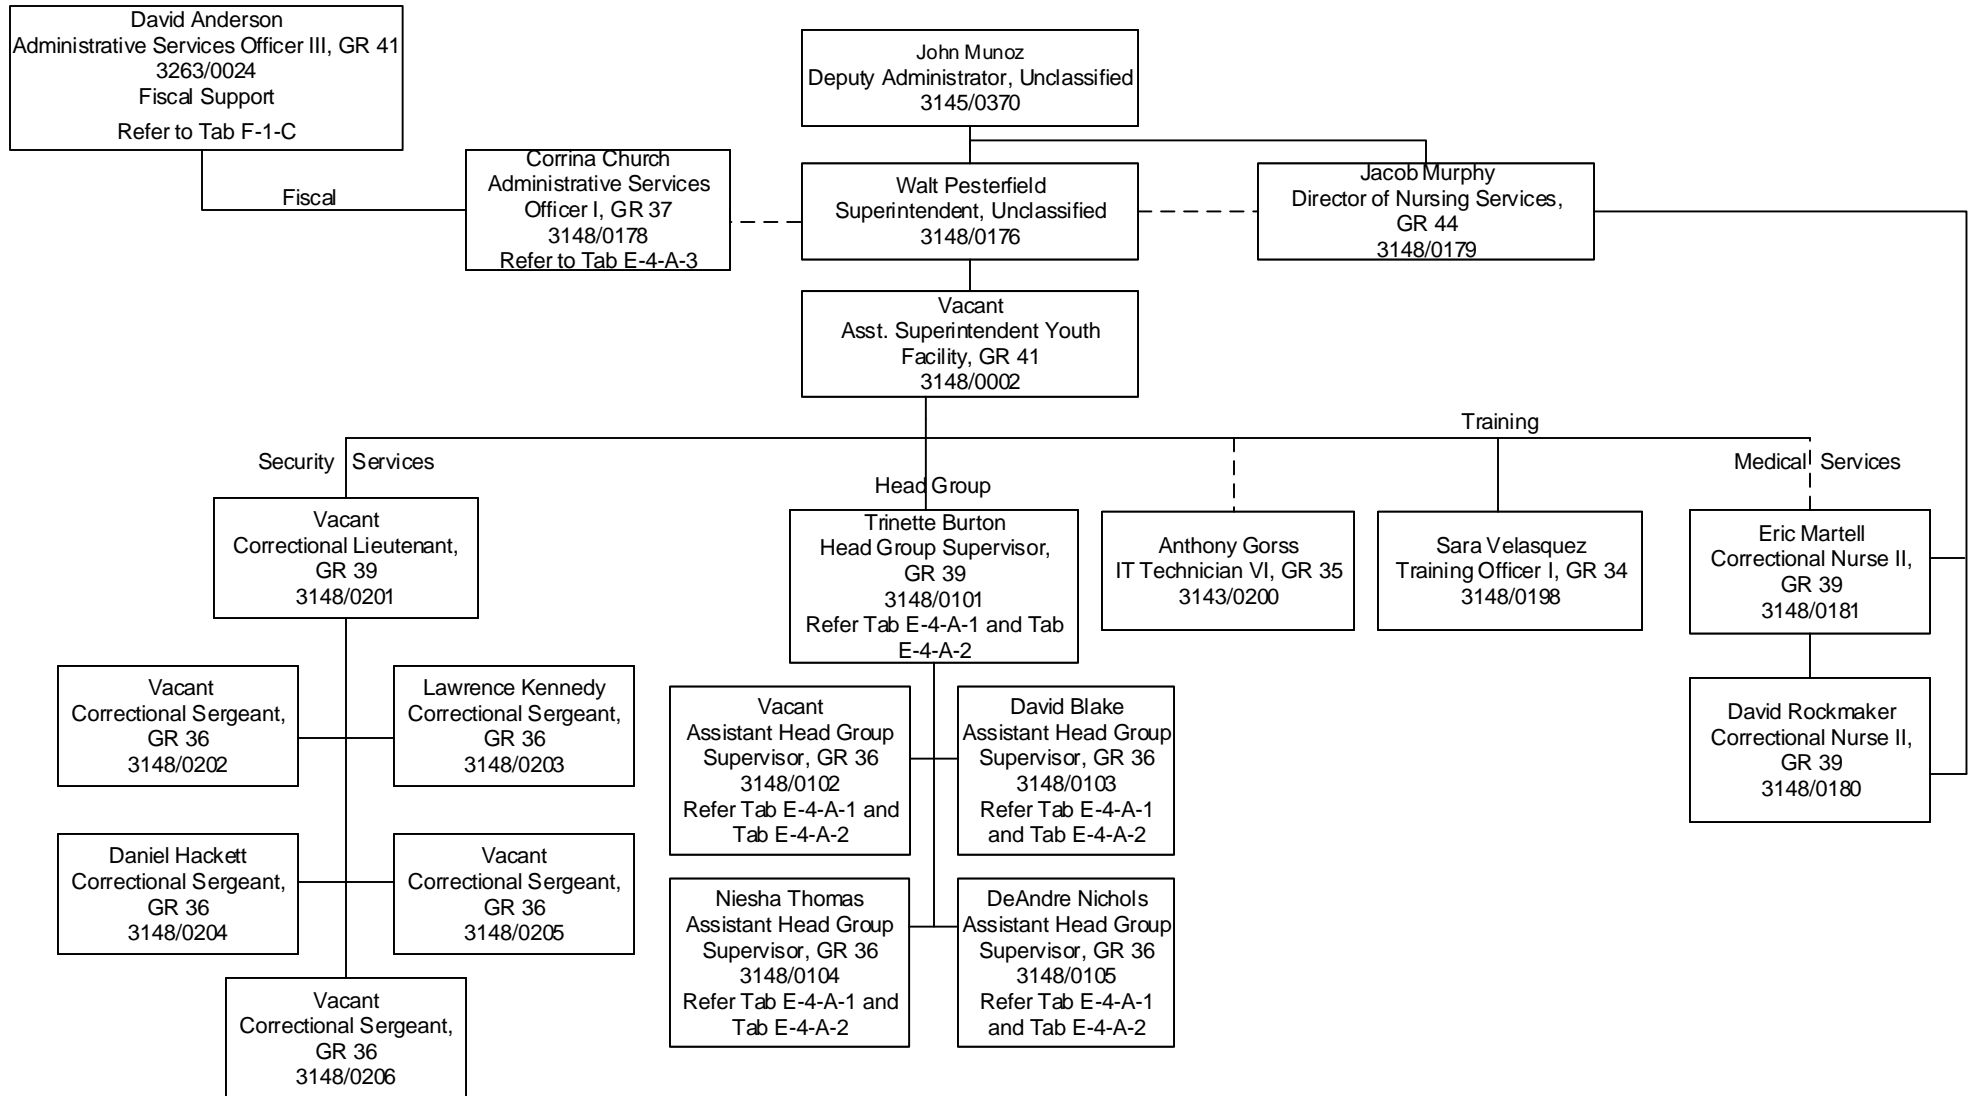 David Anderson
Administrative Services Officer III, GR 41
3263/0024
Fiscal Support
Refer to Tab F-1-C
John Munoz
Deputy Administrator, Unclassified
3145/0370
Fiscal
Corrina Church
Administrative Services
Officer I, GR 37
3148/0178
Refer to Tab E-4-A-3
Walt Pesterfield
Superintendent, Unclassified
3148/0176
Jacob Murphy
Director of Nursing Services,
GR 44
3148/0179
Vacant
Asst. Superintendent Youth
Facility, GR 41
3148/0002
Training
Security Services
Head Group
Medical Services
Vacant
Correctional Lieutenant,
GR 39
3148/0201
Trinette Burton
Head Group Supervisor,
GR 39
3148/0101
Refer Tab E-4-A-1 and Tab
E-4-A-2
Anthony Gorss
IT Technician VI, GR 35
3143/0200
Sara Velasquez
Training Officer I, GR 34
3148/0198
Eric Martell
Correctional Nurse II,
GR 39
3148/0181
Vacant
Correctional Sergeant,
GR 36
3148/0202
Lawrence Kennedy
Correctional Sergeant,
GR 36
3148/0203
Vacant
Assistant Head Group
Supervisor, GR 36
3148/0102
Refer Tab E-4-A-1 and
Tab E-4-A-2
David Blake
Assistant Head Group
Supervisor, GR 36
3148/0103
Refer Tab E-4-A-1
and Tab E-4-A-2
David Rockmaker
Correctional Nurse II,
GR 39
3148/0180
Daniel Hackett
Correctional Sergeant,
GR 36
3148/0204
Vacant
Correctional Sergeant,
GR 36
3148/0205
Niesha Thomas
Assistant Head Group
Supervisor, GR 36
3148/0104
Refer Tab E-4-A-1 and
Tab E-4-A-2
DeAndre Nichols
Assistant Head Group
Supervisor, GR 36
3148/0105
Refer Tab E-4-A-1
and Tab E-4-A-2
Vacant
Correctional Sergeant,
GR 36
3148/0206